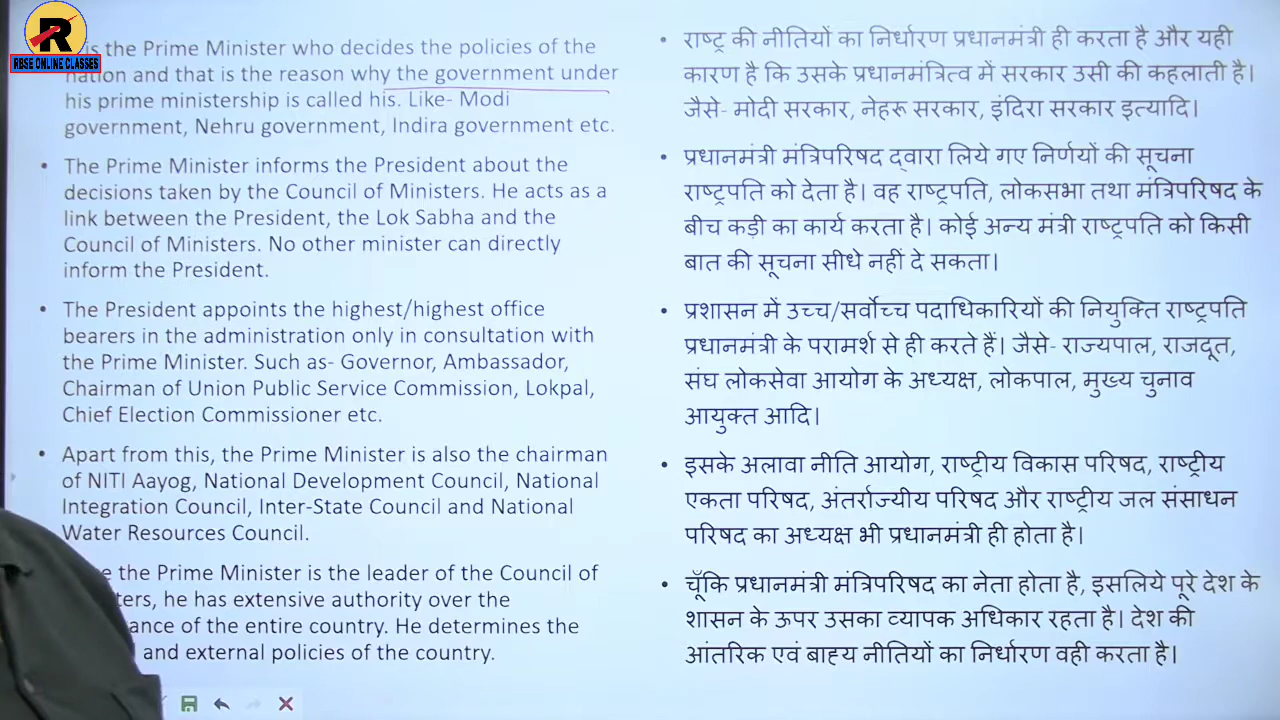 R
RBSE ONLINE CLASSES
is the Prime Minister who decides the policies of the
nation and that is the reason why the government under
his prime ministership is called his. Like- Modi
government, Nehru government, Indira government etc.
• The Prime Minister informs the President about the
decisions taken by the Council of Ministers. He acts as a
link between the President, the Lok Sabha and the
Council of Ministers. No other minister can directly
inform the President.
• The President appoints the highest/highest office
bearers in the administration only in consultation with
the Prime Minister. Such as- Governor, Ambassador,
Chairman of Union Public Service Commission, Lokpal,
Chief Election Commissioner etc.
• Apart from this, the Prime Minister is also the chairman
of NITI Aayog, National Development Council, National
Integration Council, Inter-State Council and National
Water Resources Council.
the Prime Minister is the leader of the Council of
he has extensive authority over the
of the entire country. He determines the
and external policies of the country.
• राष्ट्र की नीतियों का निर्धारण प्रधानमंत्री ही करता है और यही
कारण है कि उसके प्रधानमंत्रित्व में सरकार उसी की कहलाती है।
जैसे- मोदी सरकार, नेहरू सरकार, इंदिरा सरकार इत्यादि।
• प्रधानमंत्री मंत्रिपरिषद द्वारा लिये गए निर्णयों की सूचना
राष्ट्रपति को देता है। वह राष्ट्रपति, लोकसभा तथा मंत्रिपरिषद के
बीच कड़ी का कार्य करता है। कोई अन्य मंत्री राष्ट्रपति को किसी
बात की सूचना सीधे नहीं दे सकता।
• प्रशासन में उच्च/सर्वोच्च पदाधिकारियों की नियुक्ति राष्ट्रपति
प्रधानमंत्री के परामर्श से ही करते हैं। जैसे- राज्यपाल, राजदूत,
संघ लोकसेवा आयोग के अध्यक्ष, लोकपाल, मुख्य चुनाव
आयुक्त आदि।
• इसके अलावा नीति आयोग, राष्ट्रीय विकास परिषद, राष्ट्रीय
एकता परिषद, अंतर्राज्यीय परिषद और राष्ट्रीय जल संसाधन
परिषद का अध्यक्ष भी प्रधानमंत्री ही होता है।
• चूँकि प्रधानमंत्री मंत्रिपरिषद का नेता होता है, इसलिये पूरे देश के
शासन के ऊपर उसका व्यापक अधिकार रहता है। देश की
आंतरिक एवं बाह्य नीतियों का निर्धारण वही करता है।